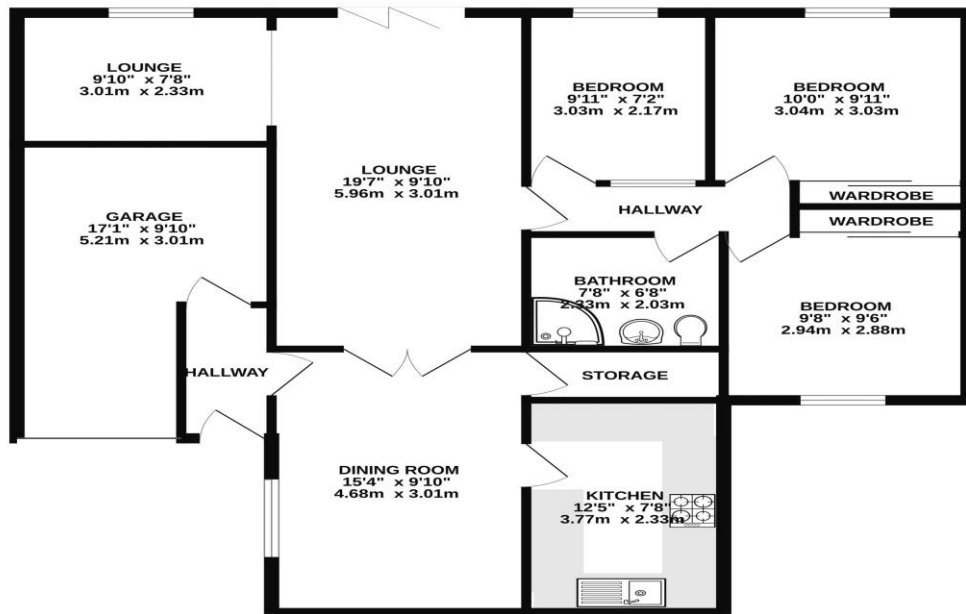 LOUNGE
9'10" x 7'8"
3.01m x 2.33m
BEDROOM
9'11" x 7'2"
3.03m x 2.17m
BEDROOM
10'0" x 9'11"
3.04m x 3.03m
LOUNGE
19'7" x 9'10"
5.96m x 3.01m
WARDROBE
HALLWAY
GARAGE
17'1" x 9'10"
5.21m x 3.01m
WARDROBE
BATHROOM
7'8" x 6'8"
2.33m x 2.03m
BEDROOM
9'8" x 9'6"
2.94m x 2.88m
HALLWAY
STORAGE
DINING ROOM
15'4" x 9'10"
4.68m x 3.01m
KITCHEN
12'5" x 7'8"
3.77m x 2.33m